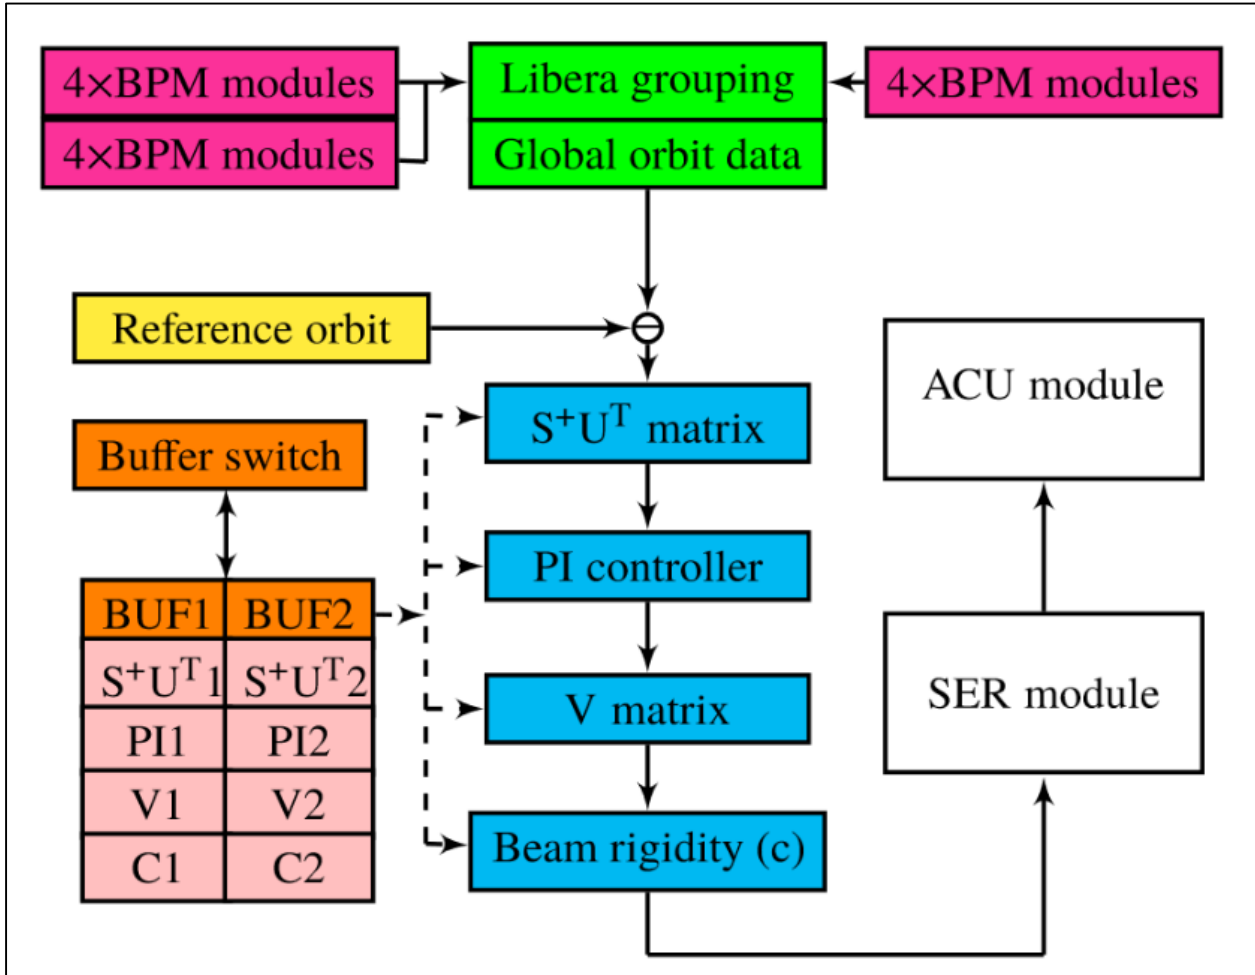 4×BPM modules
4×BPM modules
Libera grouping
Global orbit data
4×BPM modules
Reference orbit
S⁺Uᵀ matrix
ACU module
Buffer switch
PI controller
BUF1 BUF2
S⁺Uᵀ1 S⁺Uᵀ2
PI1 PI2
V1 V2
C1 C2
V matrix
SER module
Beam rigidity (c)